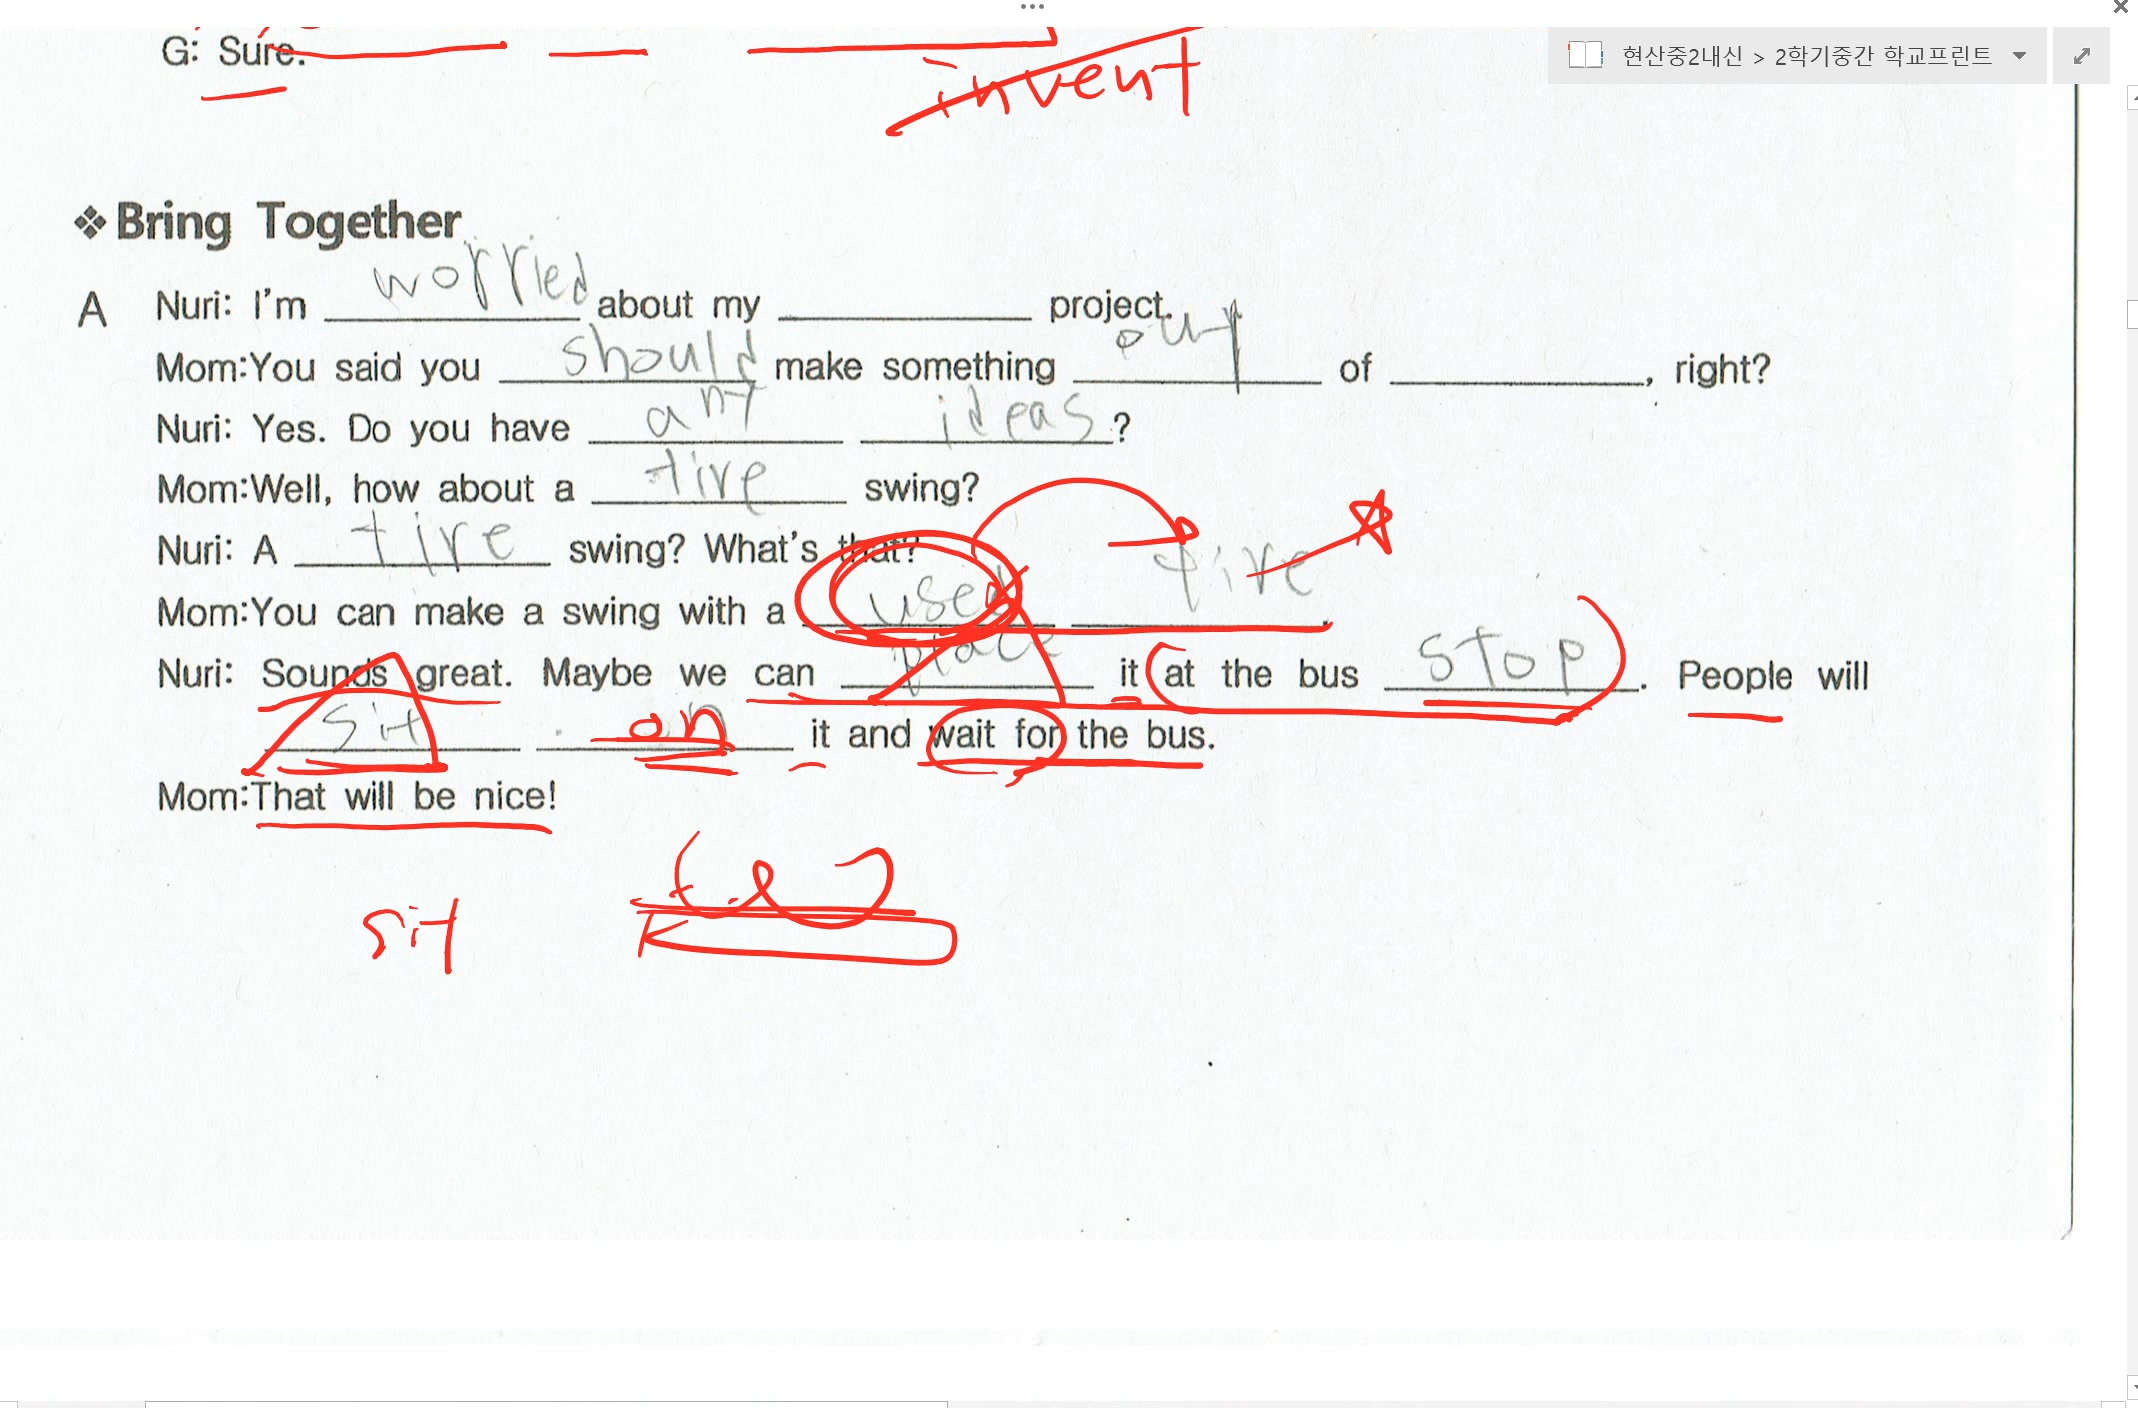 현산중2내신 > 2학기중간 학교프린트
G: Sure.
invent
❖ Bring Together
A Nuri: I'm worried about my ____ project.
Mom:You said you should make something out of ____, right?
Nuri: Yes. Do you have any ideas?
Mom:Well, how about a tire swing?
Nuri: A tire swing? What's that?
Mom:You can make a swing with a used tire.
Nuri: Sounds great. Maybe we can place it at the bus stop. People will
sit on it and wait for the bus.
Mom:That will be nice!
sit